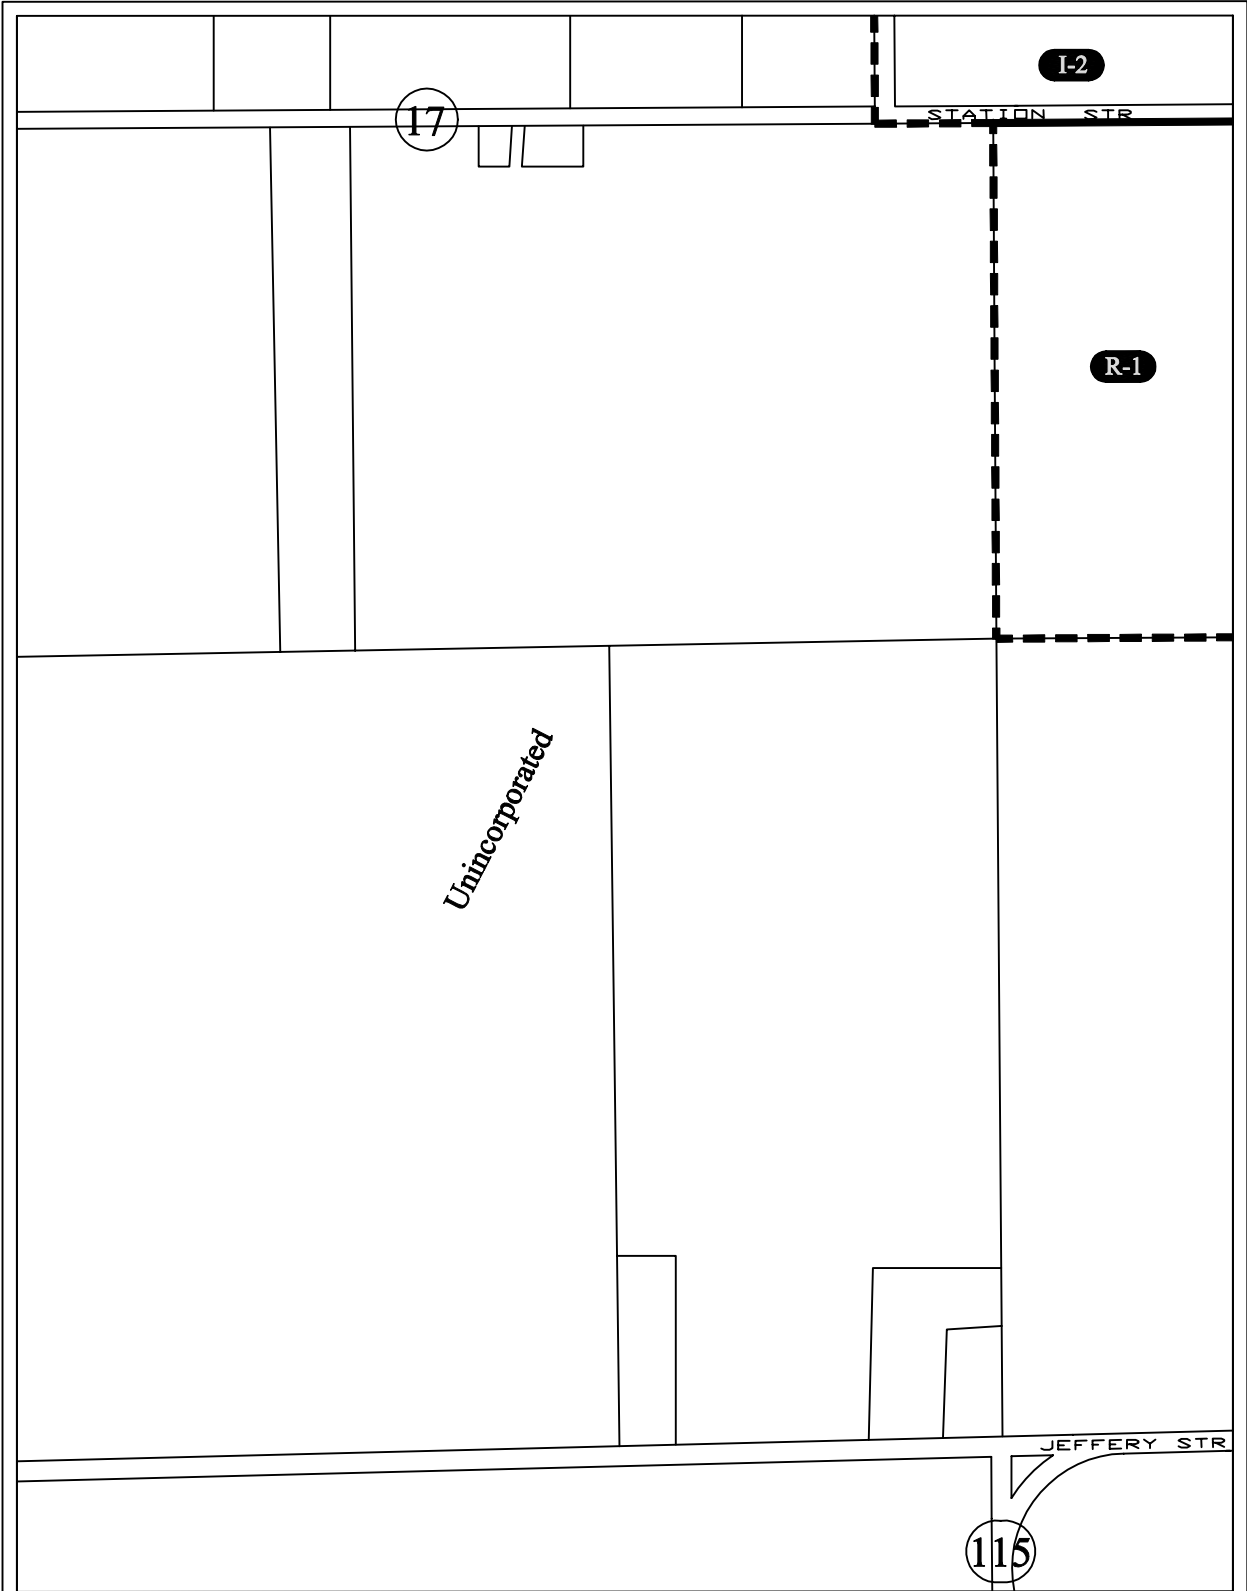 I-2
17
STATION STR
R-1
Unincorporated
JEFFERY STR
115